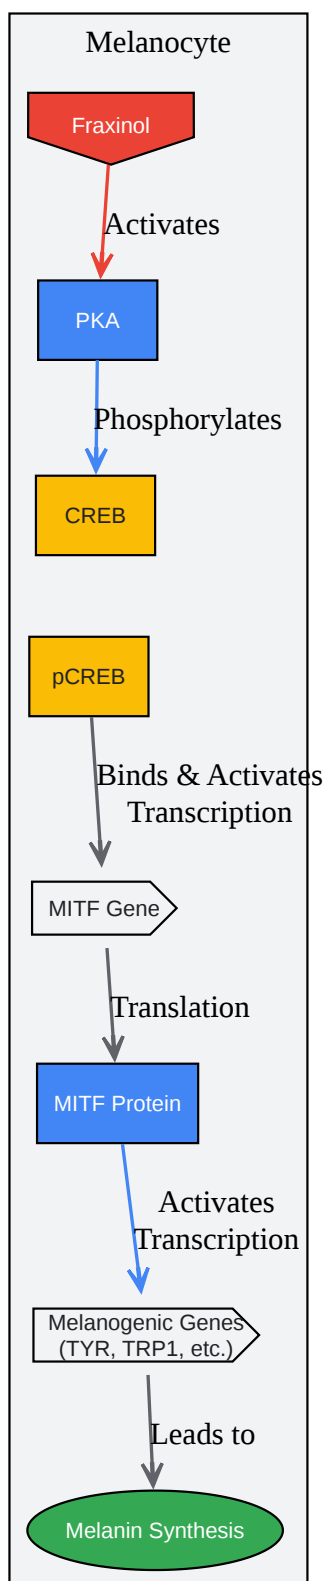 Melanocyte
Fraxinol
Activates
PKA
Phosphorylates
CREB
pCREB
Binds & Activates
Transcription
MITF Gene
Translation
MITF Protein
Activates
Transcription
Melanogenic Genes
(TYR, TRP1, etc.)
Leads to
Melanin Synthesis